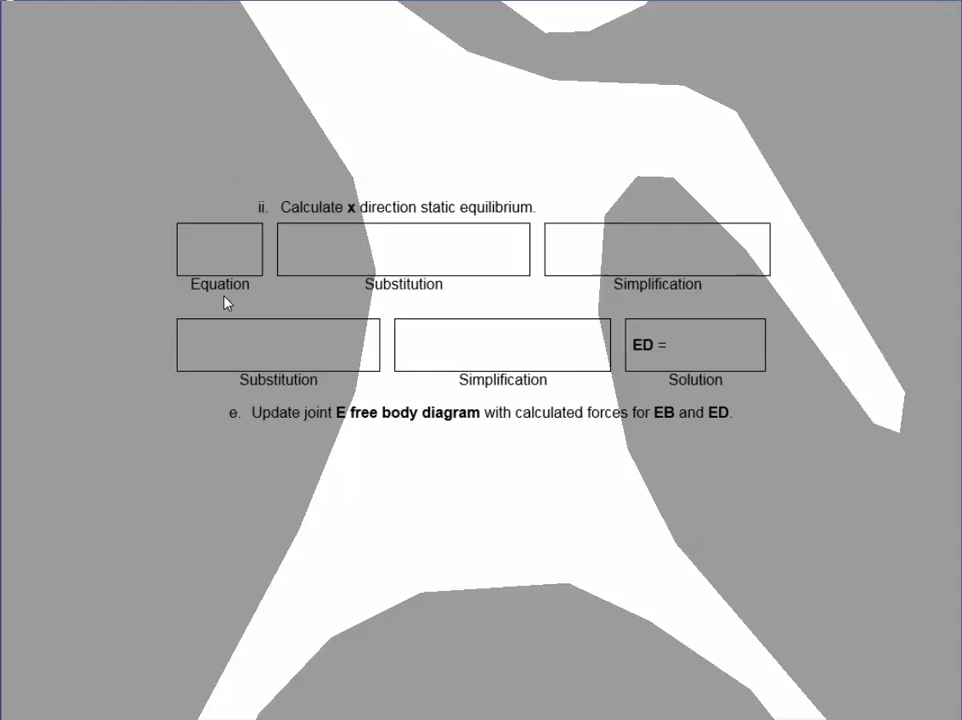 ii. Calculate x direction static equilibrium.
Equation Substitution Simplification
ED =
Substitution Simplification Solution
e. Update joint E free body diagram with calculated forces for EB and ED.